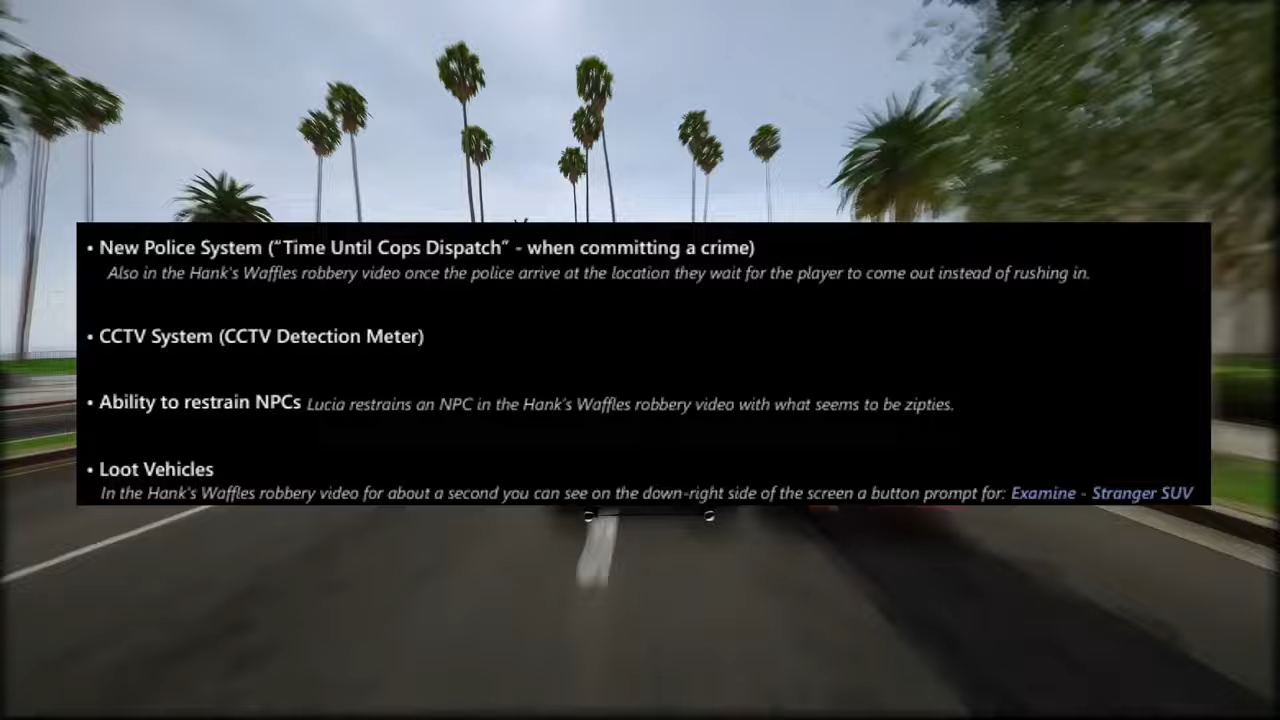 • New Police System (“Time Until Cops Dispatch” - when committing a crime)
Also in the Hank's Waffles robbery video once the police arrive at the location they wait for the player to come out instead of rushing in.
• CCTV System (CCTV Detection Meter)
• Ability to restrain NPCs Lucia restrains an NPC in the Hank's Waffles robbery video with what seems to be zipties.
• Loot Vehicles
In the Hank's Waffles robbery video for about a second you can see on the down-right side of the screen a button prompt for: Examine - Stranger SUV